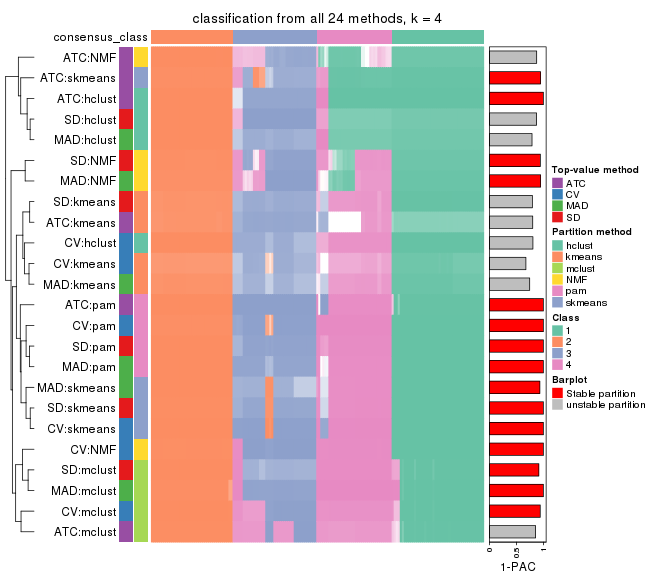 classification from all 24 methods, k = 4
consensus_class
ATC:NMF
ATC:skmeans
ATC:hclust
SD:hclust
MAD:hclust
SD:NMF
MAD:NMF
SD:kmeans
ATC:kmeans
CV:hclust
CV:kmeans
MAD:kmeans
ATC:pam
CV:pam
SD:pam
MAD:pam
MAD:skmeans
SD:skmeans
CV:skmeans
CV:NMF
SD:mclust
MAD:mclust
CV:mclust
ATC:mclust
0
0.5
1
1-PAC
Top-value method
ATC
CV
MAD
SD
Partition method
hclust
kmeans
mclust
NMF
pam
skmeans
Class
1
2
3
4
Barplot
Stable partition
unstable partition